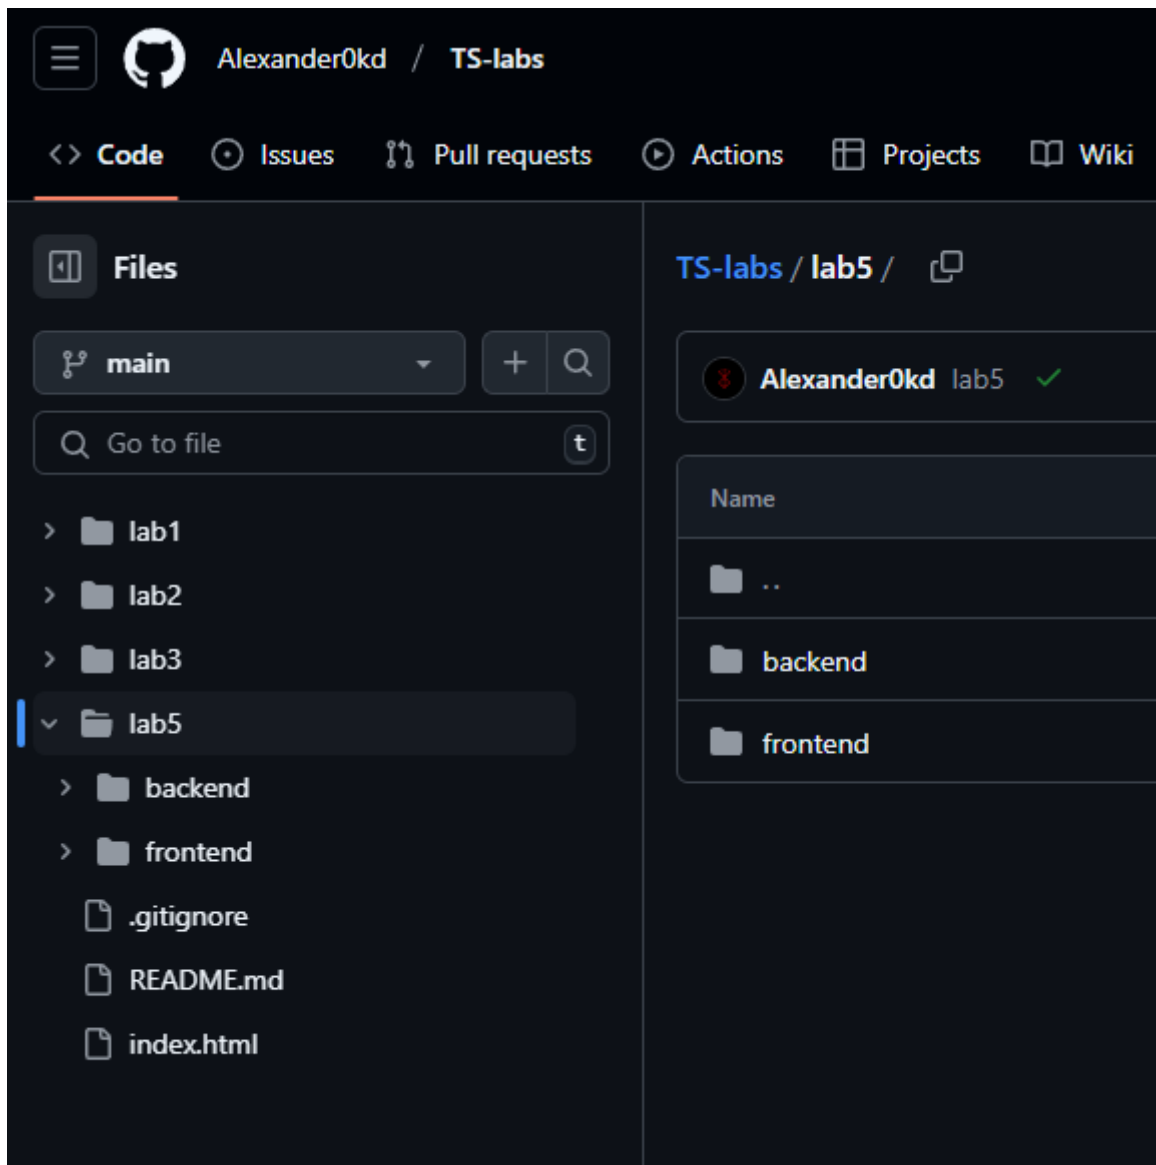 Alexander0kd / TS-labs
Code Issues Pull requests Actions Projects Wiki
Files
main
Go to file t
lab1
lab2
lab3
lab5
backend
frontend
.gitignore
README.md
index.html
TS-labs / lab5 /
Alexander0kd lab5
Name
..
backend
frontend